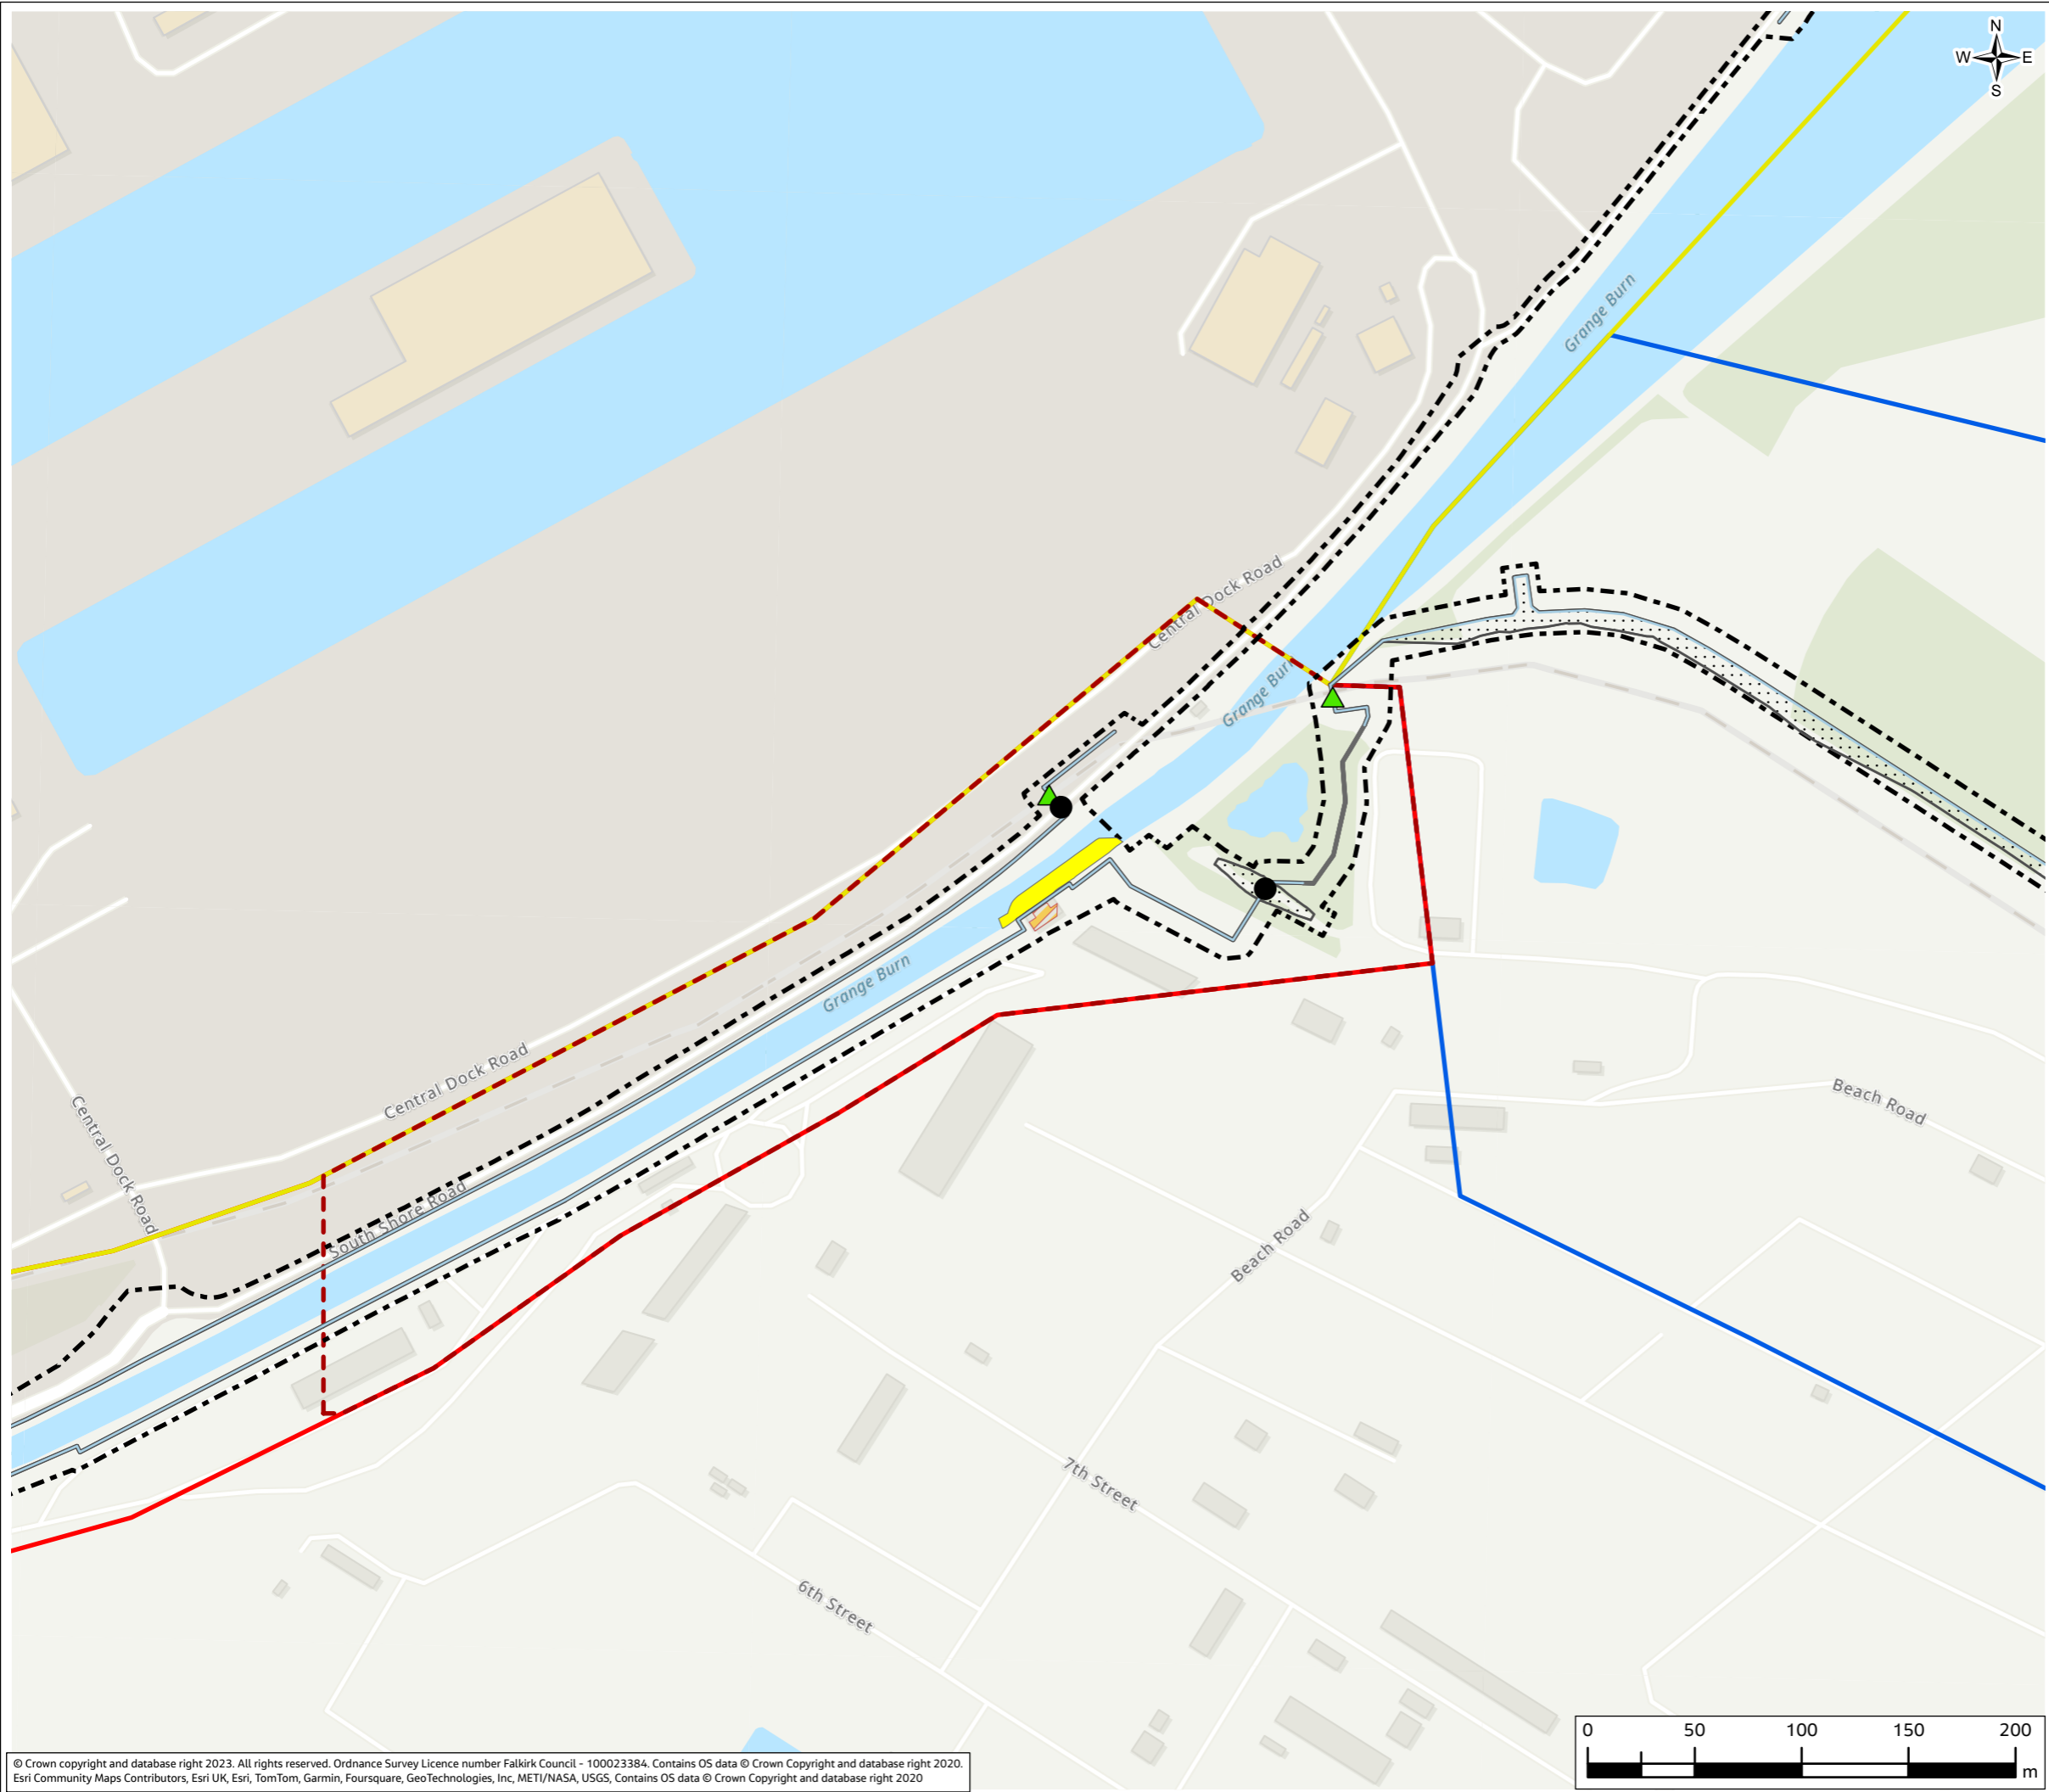 N
W E
S
Grange Burn
Central Dock Road
Grange Burn
Grange Burn
Central Dock Road
Central Dock Road
South Shore Road
Beach Road
Beach Road
7th Street
6th Street
0 50 100 150 200
m
© Crown copyright and database right 2023. All rights reserved. Ordnance Survey Licence number Falkirk Council - 100023384. Contains OS data © Crown Copyright and database right 2020.
Esri Community Maps Contributors, Esri UK, Esri, TomTom, Garmin, Foursquare, GeoTechnologies, Inc, METI/NASA, USGS, Contains OS data © Crown Copyright and database right 2020